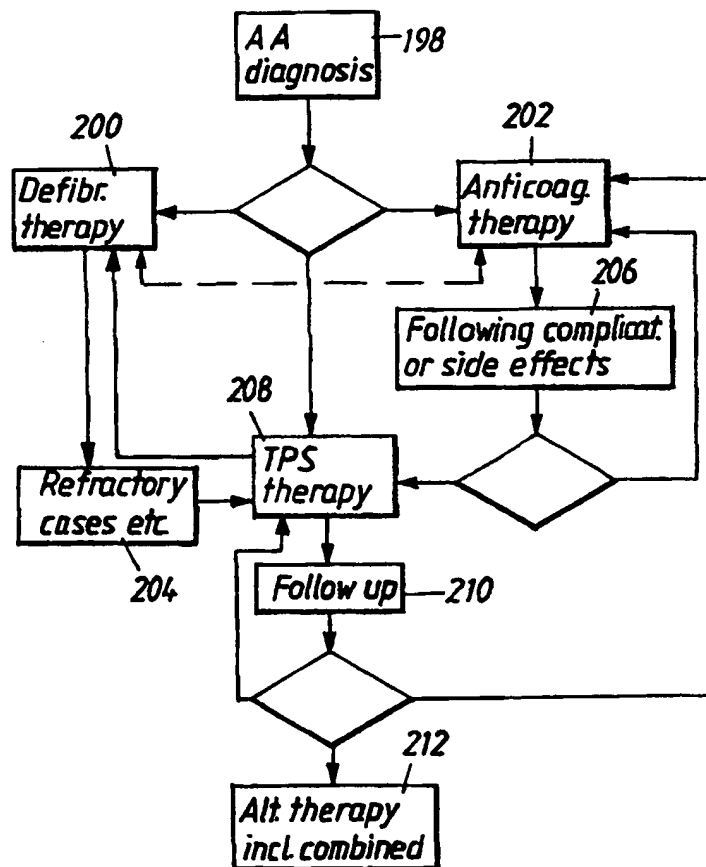 AA
diagnosis
198
200
Defibr.
therapy
202
Anticoag.
therapy
206
Following complicat.
or side effects
208
TPS
therapy
Refractory
cases etc.
204
Follow up
210
212
Alt. therapy
incl. combined